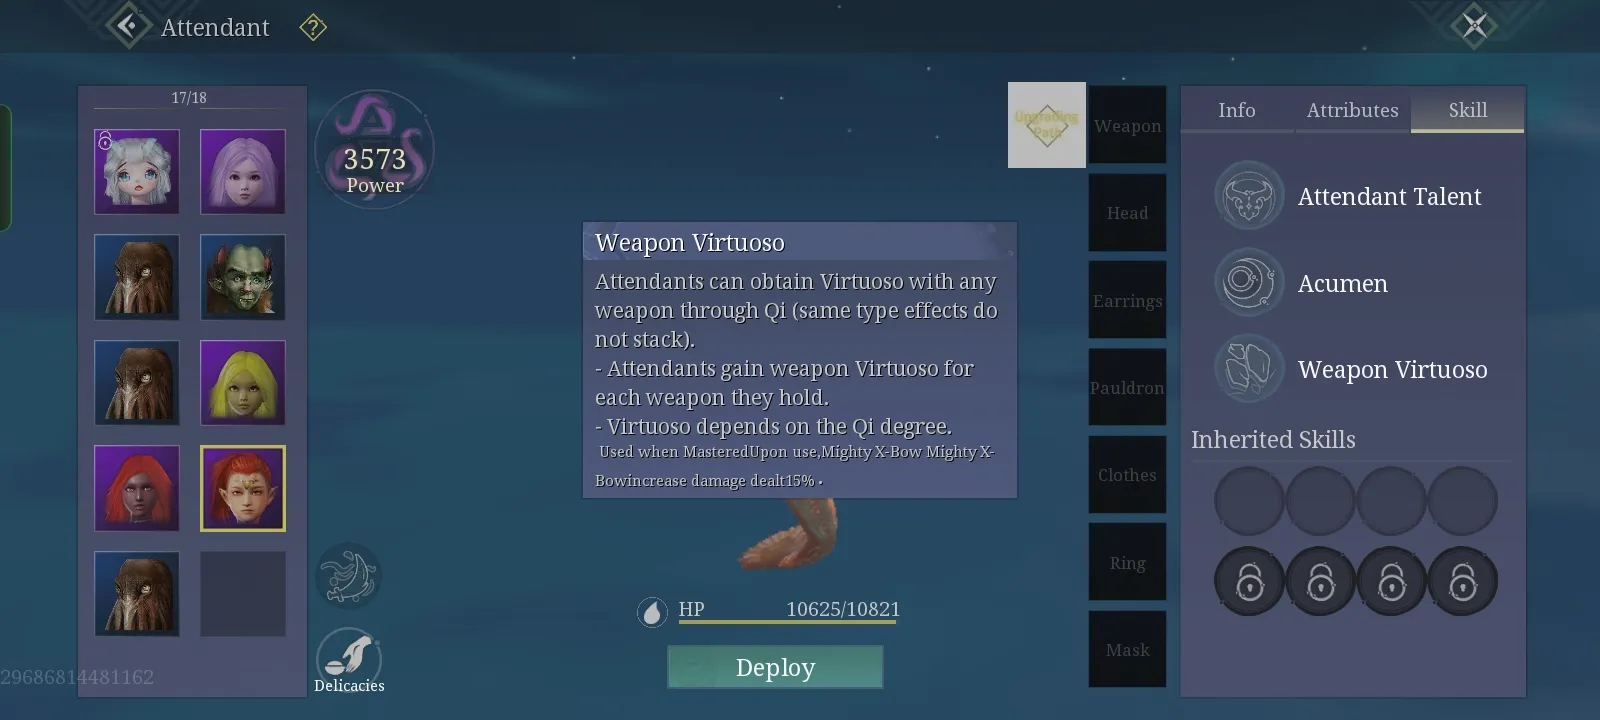 Attendant
?
17/18
3573
Power
Upgrading
Path
Weapon
Head
Earrings
Pauldron
Clothes
Ring
Mask
Info
Attributes
Skill
Attendant Talent
Acumen
Weapon Virtuoso
Inherited Skills
Weapon Virtuoso
Attendants can obtain Virtuoso with any
weapon through Qi (same type effects do
not stack).
- Attendants gain weapon Virtuoso for
each weapon they hold.
- Virtuoso depends on the Qi degree.
Used when MasteredUpon use,Mighty X-Bow Mighty X-
Bowincrease damage dealt15% •
HP
10625/10821
Deploy
Delicacies
29686814481162